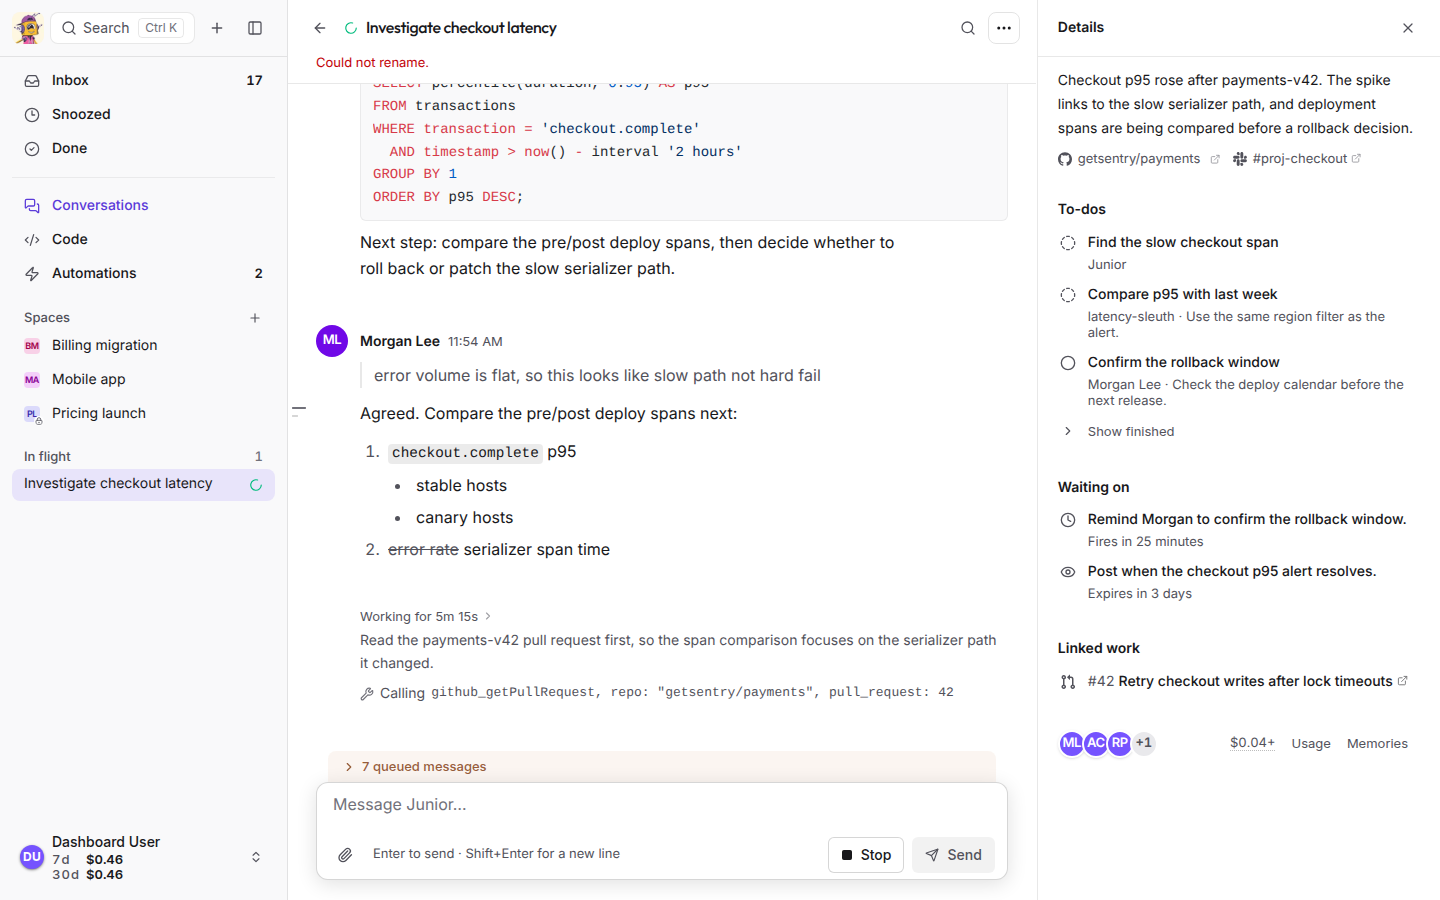 Search Ctrl K
Inbox 17
Snoozed
Done
Conversations
Code
Automations 2
Spaces
BM Billing migration
MA Mobile app
PL Pricing launch
In flight 1
Investigate checkout latency
DU Dashboard User
7d $0.46
30d $0.46
Investigate checkout latency
Could not rename.
SELECT percentile(duration, 0.95) AS p95
FROM transactions
WHERE transaction = 'checkout.complete'
AND timestamp > now() - interval '2 hours'
GROUP BY 1
ORDER BY p95 DESC;
Next step: compare the pre/post deploy spans, then decide whether to
roll back or patch the slow serializer path.
ML Morgan Lee 11:54 AM
error volume is flat, so this looks like slow path not hard fail
Agreed. Compare the pre/post deploy spans next:
1. checkout.complete p95
• stable hosts
• canary hosts
2. error rate serializer span time
Working for 5m 15s
Read the payments-v42 pull request first, so the span comparison focuses on the serializer path
it changed.
Calling github_getPullRequest, repo: "getsentry/payments", pull_request: 42
7 queued messages
Message Junior...
Enter to send · Shift+Enter for a new line
Stop
Send
Details
Checkout p95 rose after payments-v42. The spike
links to the slow serializer path, and deployment
spans are being compared before a rollback decision.
getsentry/payments #proj-checkout
To-dos
Find the slow checkout span
Junior
Compare p95 with last week
latency-sleuth · Use the same region filter as the
alert.
Confirm the rollback window
Morgan Lee · Check the deploy calendar before the
next release.
Show finished
Waiting on
Remind Morgan to confirm the rollback window.
Fires in 25 minutes
Post when the checkout p95 alert resolves.
Expires in 3 days
Linked work
#42 Retry checkout writes after lock timeouts
ML AC RP +1 $0.04+ Usage Memories